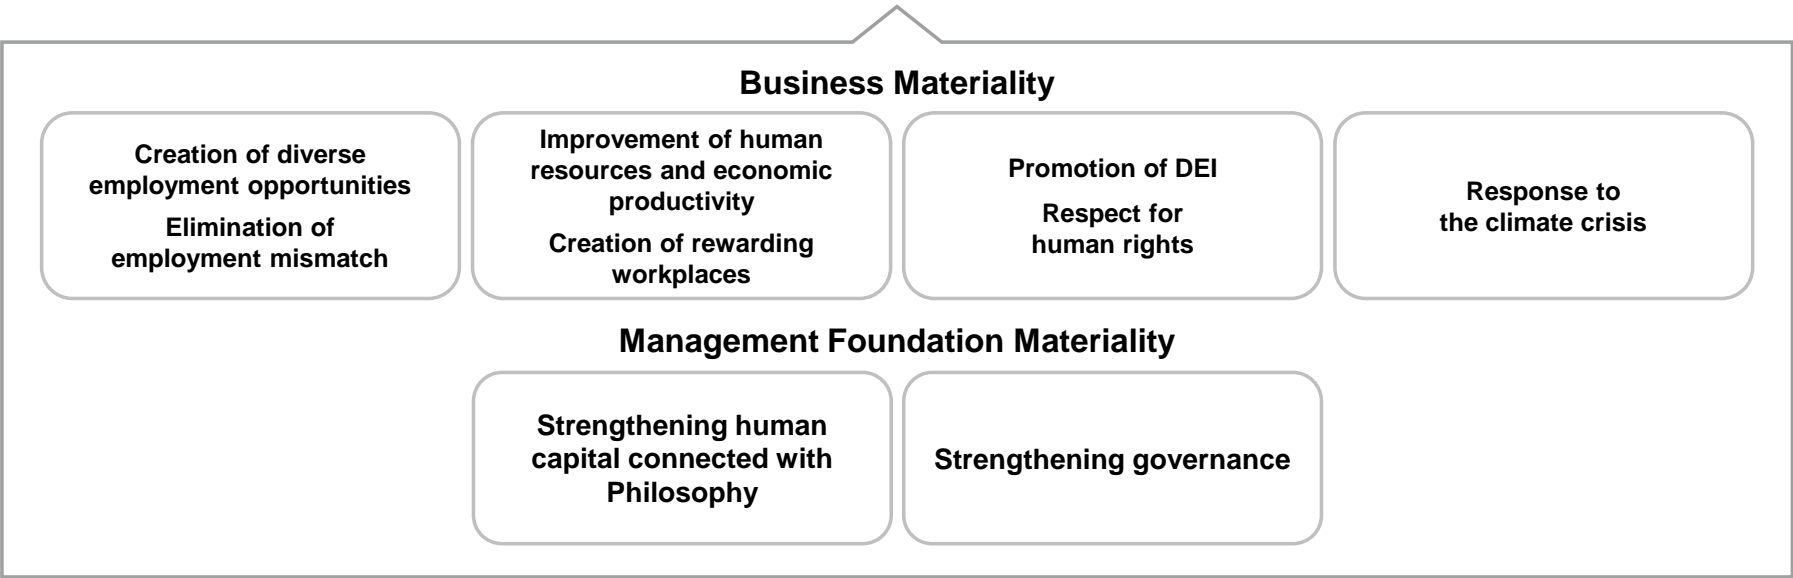 Business Materiality
Creation of diverse
employment opportunities
Elimination of
employment mismatch
Improvement of human
resources and economic
productivity
Creation of rewarding
workplaces
Promotion of DEI
Respect for
human rights
Response to
the climate crisis
Management Foundation Materiality
Strengthening human
capital connected with
Philosophy
Strengthening governance